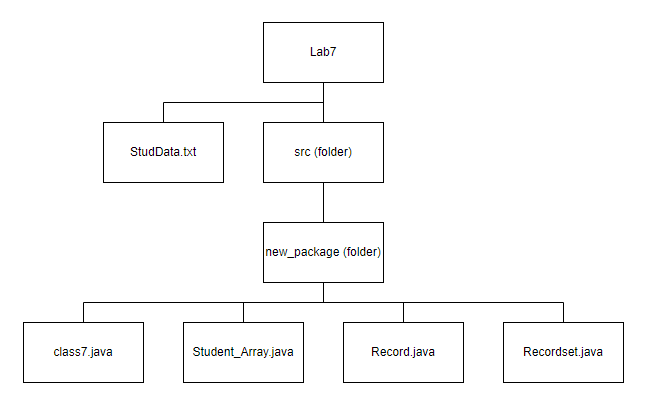 Lab7
StudData.txt
src (folder)
new_package (folder)
class7.java
Student_Array.java
Record.java
Recordset.java